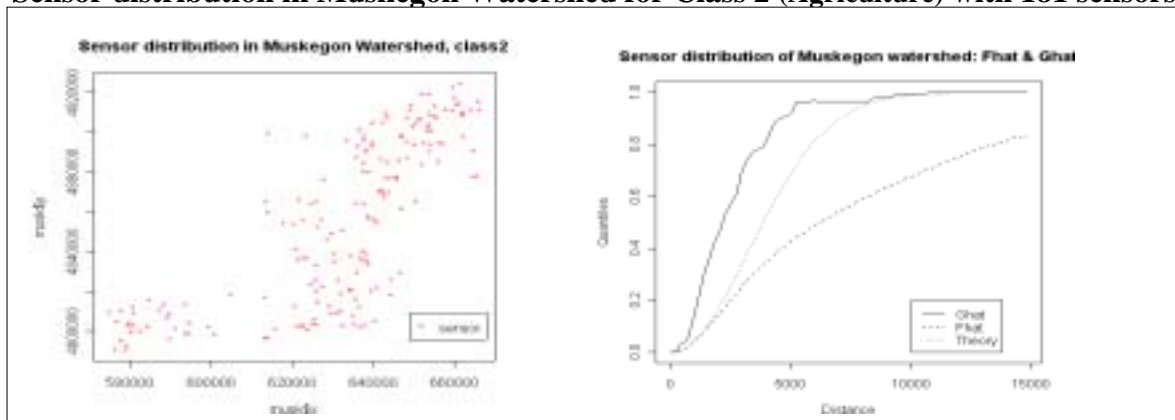 Sensor distribution in Muskegon Watershed for Class 2 (Agriculture) with 181 sensors
Sensor distribution in Muskegon Watershed, class2
580000 600000 620000 640000 660000
sensor
Sensor distribution of Muskegon watershed: Fhat & Ghat
Quantiles
0.0 0.2 0.4 0.6 0.8 1.0
Ghat
Fhat
Theory
0 5000 10000 15000
Distance